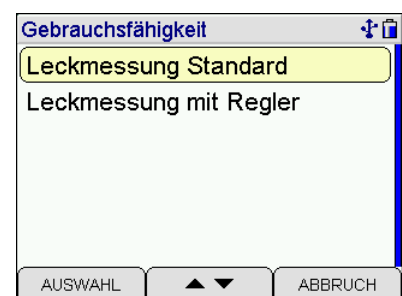 Gebrauchsfähigkeit
Leckmessung Standard
Leckmessung mit Regler
AUSWAHL ▲ ▼ ABBRUCH